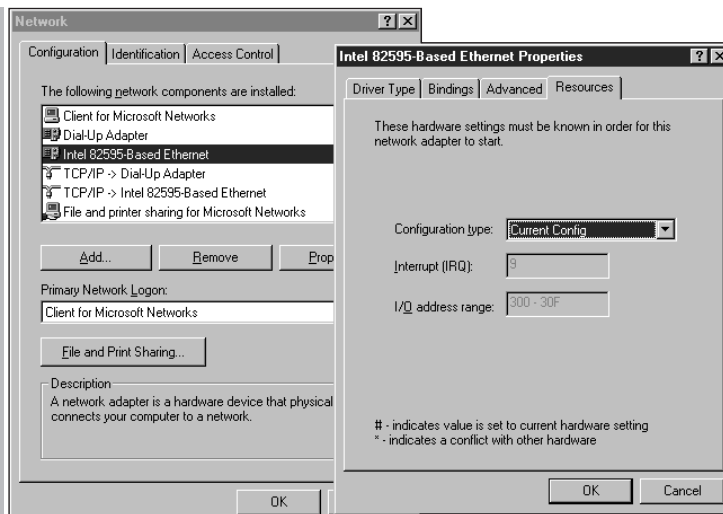 Network
Configuration
Identification
Access Control
The following network components are installed:
Client for Microsoft Networks
Dial-Up Adapter
Intel 82595-Based Ethernet
TCP/IP -> Dial-Up Adapter
TCP/IP -> Intel 82595-Based Ethernet
File and printer sharing for Microsoft Networks
Add...
Remove
Prop
Primary Network Logon:
Client for Microsoft Networks
File and Print Sharing...
Description
A network adapter is a hardware device that physical
connects your computer to a network.
OK
Intel 82595-Based Ethernet Properties
Driver Type
Bindings
Advanced
Resources
These hardware settings must be known in order for this
network adapter to start.
Configuration type:
Current Config
Interrupt (IRQ):
9
I/O address range:
300 - 30F
# - indicates value is set to current hardware setting
* - indicates a conflict with other hardware
OK
Cancel